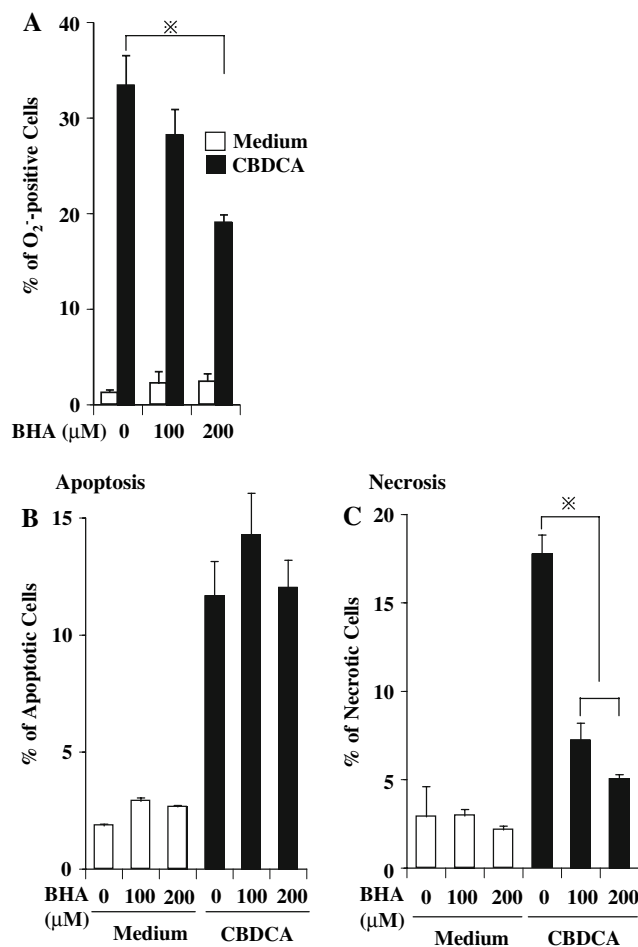 A
※
40
30
20
10
0
% of O₂⁻-positive Cells
Medium
CBDCA
BHA (μM) 0 100 200
Apoptosis
B
15
10
5
0
% of Apoptotic Cells
BHA (μM) 0 100 200 0 100 200
Medium CBDCA
Necrosis
C
※
20
15
10
5
0
% of Necrotic Cells
BHA (μM) 0 100 200 0 100 200
Medium CBDCA